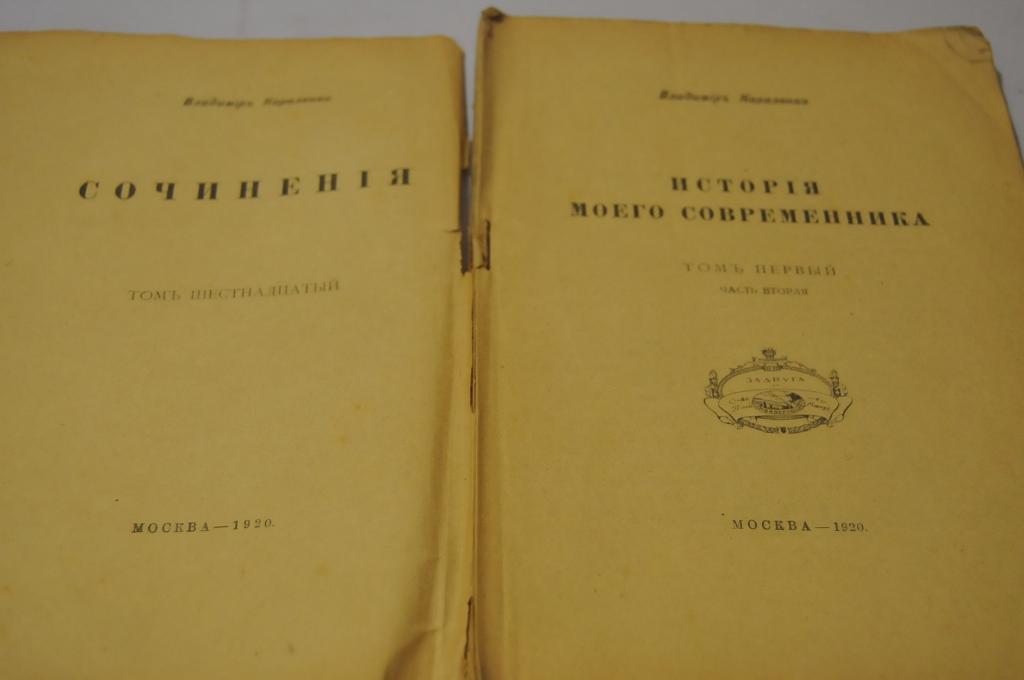 Владиміръ Короленко
СОЧИНЕНІЯ
ТОМЪ ШЕСТНАДЦАТЫЙ
МОСКВА—1920.
Владиміръ Короленко
ИСТОРІЯ
МОЕГО СОВРЕМЕННИКА
ТОМЪ ПЕРВЫЙ
ЧАСТЬ ВТОРАЯ
ЗАДРУГА
МОСКВА—1920.